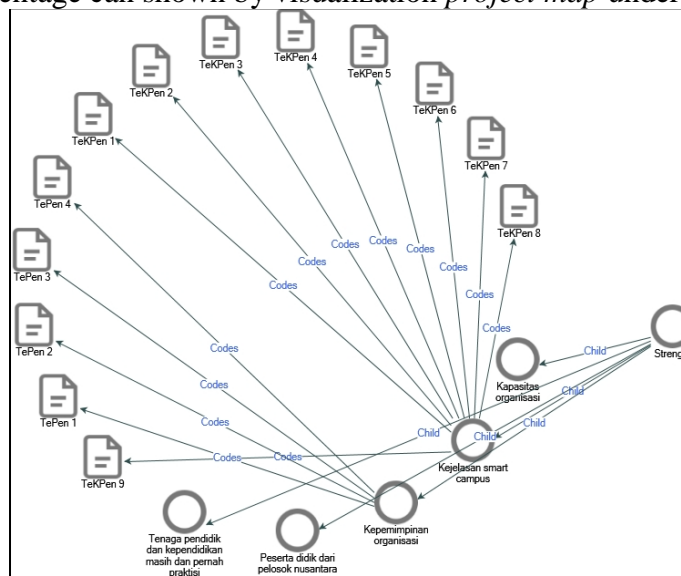 entage can shown by visualization project map under
TeKPen 4
TeKPen 3
TeKPen 5
TeKPen 2
TeKPen 6
TeKPen 1
TeKPen 7
TePen 4
TeKPen 8
Codes
Codes
Codes
Codes
Codes
Codes
Codes
Codes
TePen 3
TePen 2
TePen 1
TeKPen 9
Codes
Codes
Codes
Codes
Codes
Streng
Child
Child
Child
Child
Child
Kapasitas
organisasi
Kejelasan smart
campus
Kepemimpinan
organisasi
Tenaga pendidik
dan kependidikan
masih dan pernah
praktisi
Peserta didik dari
pelosok nusantara